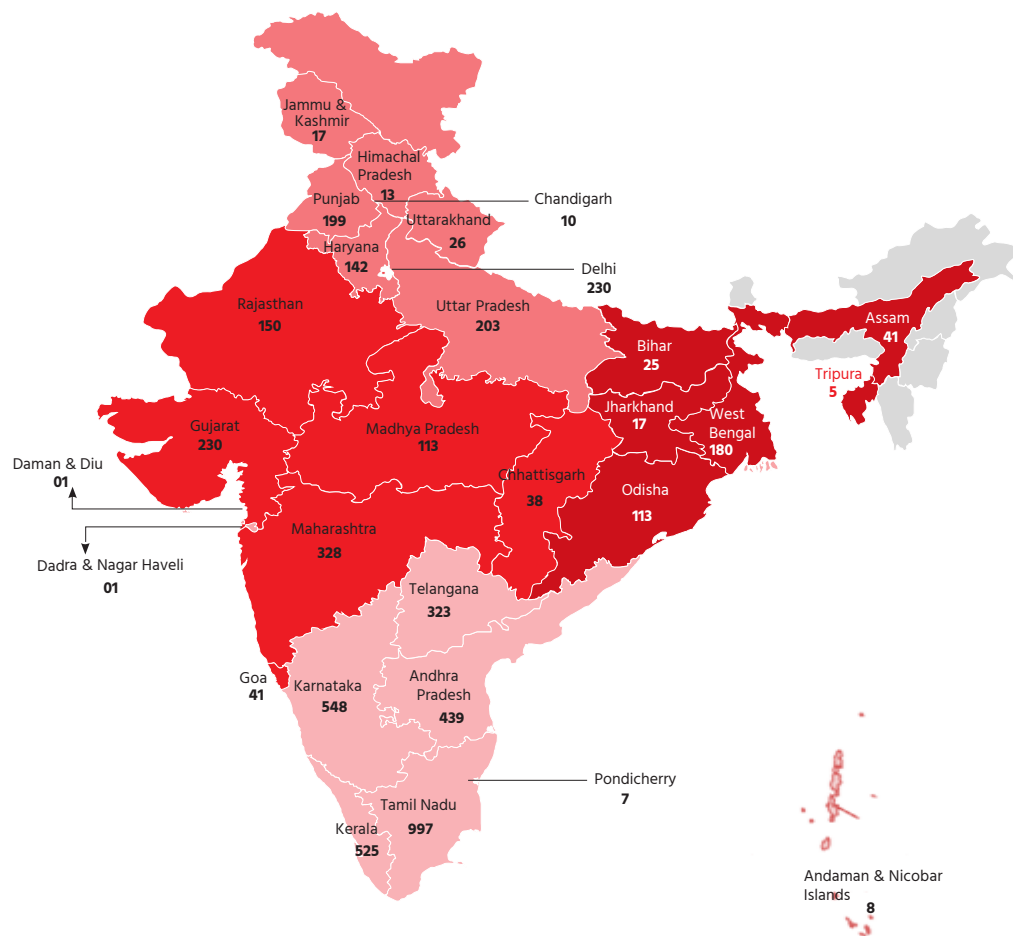 Jammu &
Kashmir
17
Himachal
Pradesh
13
Punjab
199
Chandigarh
10
Uttarakhand
26
Haryana
142
Delhi
230
Rajasthan
150
Uttar Pradesh
203
Assam
41
Bihar
25
Tripura
5
Jharkhand
17
West
Bengal
180
Gujarat
230
Madhya Pradesh
113
Daman & Diu
01
Chhattisgarh
38
Odisha
113
Maharashtra
328
Dadra & Nagar Haveli
01
Telangana
323
Goa
41
Karnataka
548
Andhra
Pradesh
439
Pondicherry
7
Tamil Nadu
997
Kerala
525
Andaman & Nicobar
Islands
8